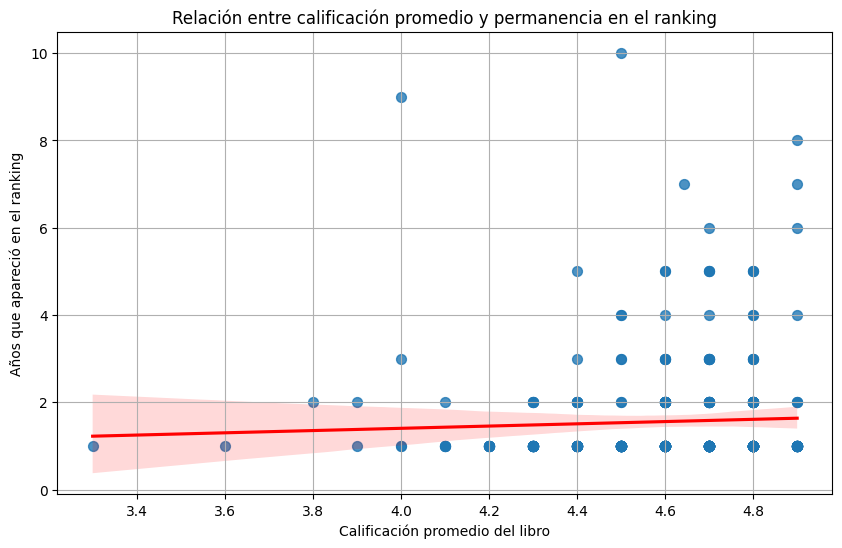 Relación entre calificación promedio y permanencia en el ranking
Años que apareció en el ranking
10
8
6
4
2
0
3.4 3.6 3.8 4.0 4.2 4.4 4.6 4.8
Calificación promedio del libro